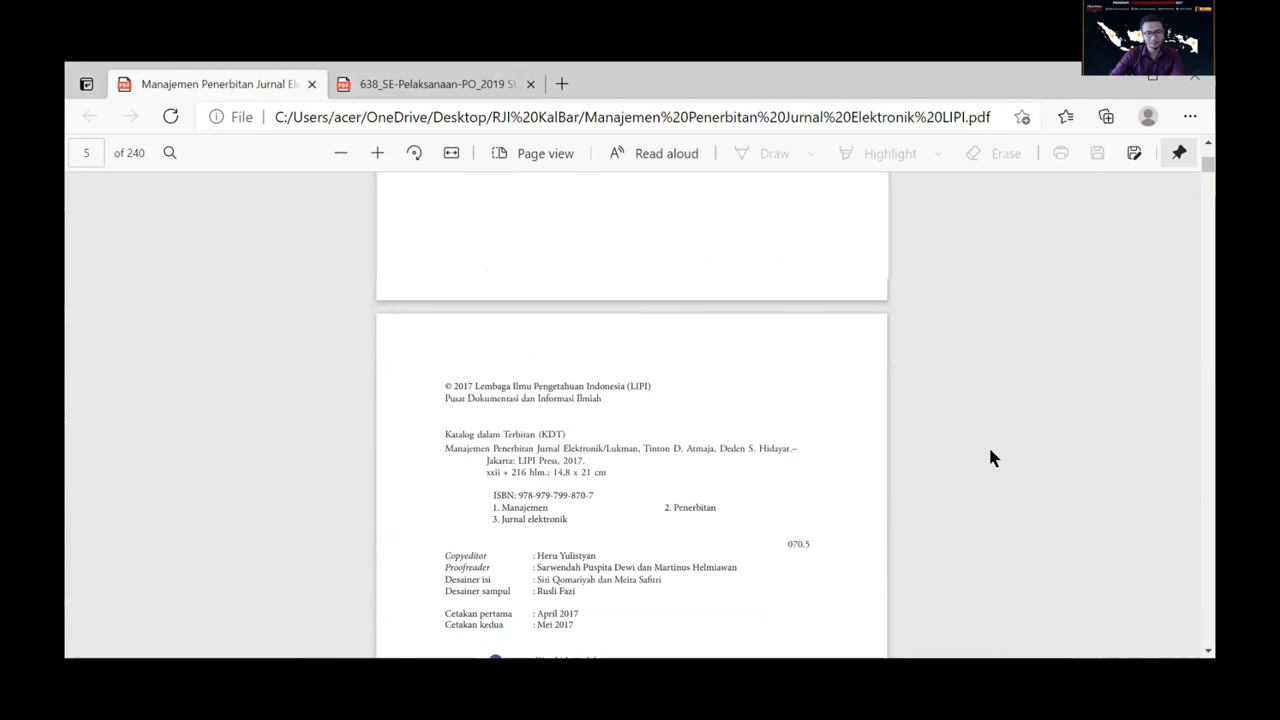 Manajemen Penerbitan Jurnal El
638_SE-Pelaksanaan-PO_2019 S
File | C:/Users/acer/OneDrive/Desktop/RJI%20KalBar/Manajemen%20Penerbitan%20Jurnal%20Elektronik%20LIPI.pdf
5 of 240
Page view
Read aloud
Draw
Highlight
Erase
© 2017 Lembaga Ilmu Pengetahuan Indonesia (LIPI)
Pusat Dokumentasi dan Informasi Ilmiah
Katalog dalam Terbitan (KDT)
Manajemen Penerbitan Jurnal Elektronik/Lukman, Tinton D. Atmaja, Deden S. Hidayat.–
Jakarta: LIPI Press, 2017.
xxii + 216 hlm.; 14,8 x 21 cm
ISBN: 978-979-799-870-7
1. Manajemen 2. Penerbitan
3. Jurnal elektronik
070.5
Copyeditor : Heru Yulistyan
Proofreader : Sarwendah Puspita Dewi dan Martinus Helmiawan
Desainer isi : Siti Qomariyah dan Meita Safitri
Desainer sampul : Rusli Fazi
Cetakan pertama : April 2017
Cetakan kedua : Mei 2017